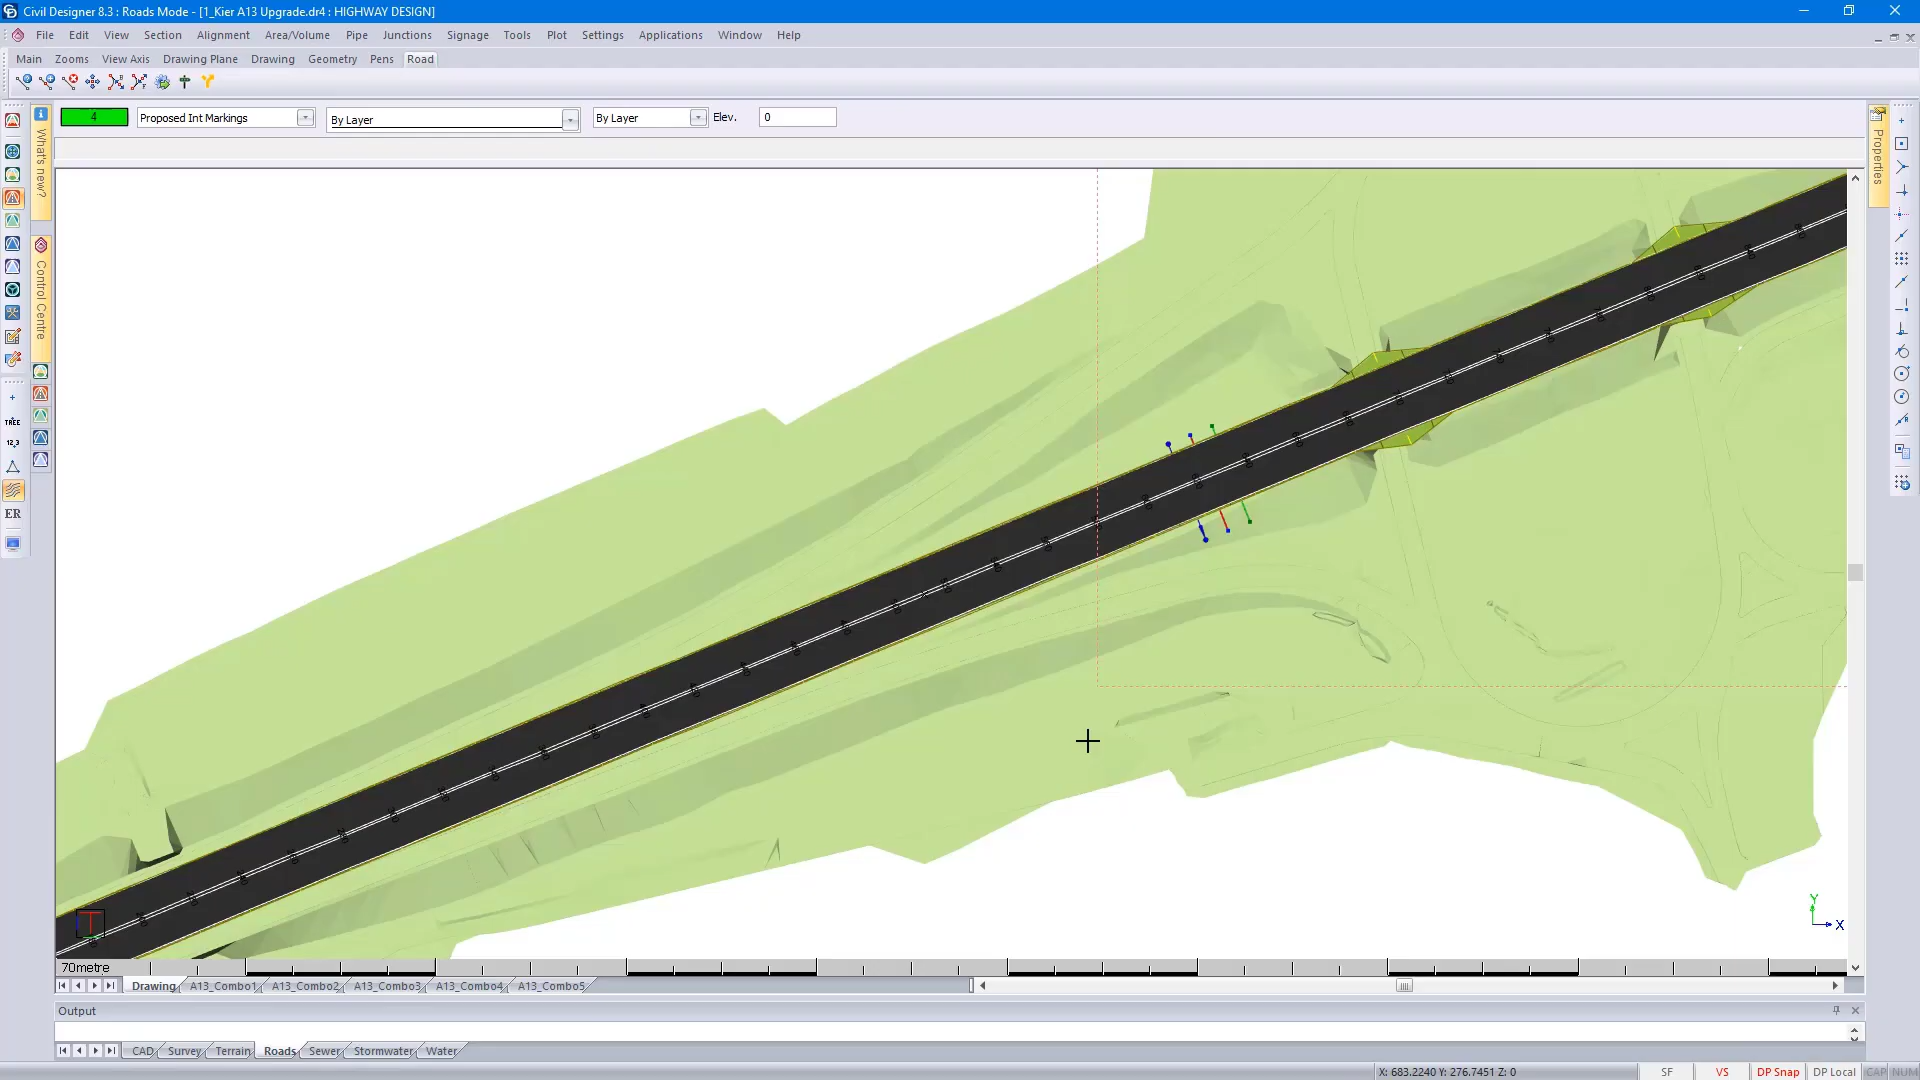 Civil Designer 8.3 : Roads Mode - [1_Kier A13 Upgrade.dr4 : HIGHWAY DESIGN]
File Edit View Section Alignment Area/Volume Pipe Junctions Signage Tools Plot Settings Applications Window Help
Main Zooms View Axis Drawing Plane Drawing Geometry Pens Road
4 Proposed Int Markings By Layer By Layer Elev. 0
What's new?
Control Centre
Properties
TREE
12,3
ER
Y
X
70metre
Drawing A13_Combo1 A13_Combo2 A13_Combo3 A13_Combo4 A13_Combo5
Output
CAD Survey Terrain Roads Sewer Stormwater Water
X: 683.2240 Y: 276.7451 Z: 0 SF VS DP Snap DP Local CAP NUM